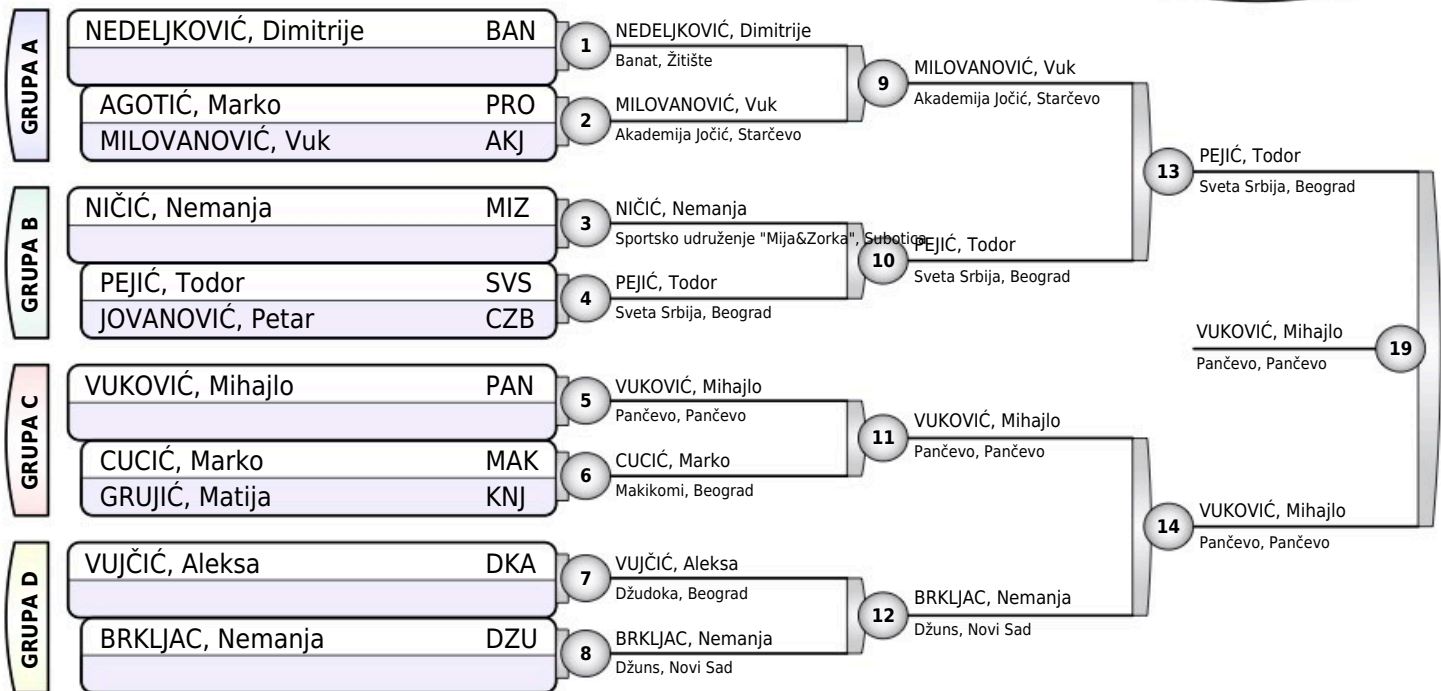 GRUPA A
NEDELJKOVIĆ, Dimitrije BAN
AGOTIĆ, Marko PRO
MILOVANOVIĆ, Vuk AKJ
GRUPA B
NIČIĆ, Nemanja MIZ
PEJIĆ, Todor SVS
JOVANOVIĆ, Petar CZB
GRUPA C
VUKOVIĆ, Mihajlo PAN
CUCIĆ, Marko MAK
GRUJIĆ, Matija KNJ
GRUPA D
VUJČIĆ, Aleksa DKA
BRKLJAC, Nemanja DZU
1
NEDELJKOVIĆ, Dimitrije
Banat, Žitište
2
MILOVANOVIĆ, Vuk
Akademija Jočić, Starčevo
3
NIČIĆ, Nemanja
Sportsko udruženje "Mija&Zorka", Subotica
4
PEJIĆ, Todor
Sveta Srbija, Beograd
5
VUKOVIĆ, Mihajlo
Pančevo, Pančevo
6
CUCIĆ, Marko
Makikomi, Beograd
7
VUJČIĆ, Aleksa
Džudoka, Beograd
8
BRKLJAC, Nemanja
Džuns, Novi Sad
9
MILOVANOVIĆ, Vuk
Akademija Jočić, Starčevo
10
PEJIĆ, Todor
Sveta Srbija, Beograd
11
VUKOVIĆ, Mihajlo
Pančevo, Pančevo
12
BRKLJAC, Nemanja
Džuns, Novi Sad
13
PEJIĆ, Todor
Sveta Srbija, Beograd
14
VUKOVIĆ, Mihajlo
Pančevo, Pančevo
VUKOVIĆ, Mihajlo
Pančevo, Pančevo
19